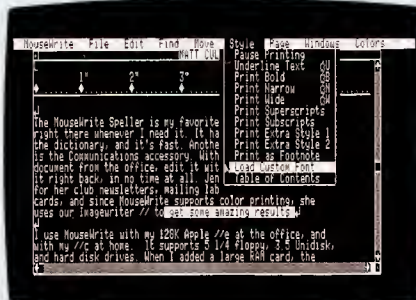 MouseWrite File Edit Find Move Style Page Windows Colors
MATT CUL
Pause Printing
Underline Text
Print Bold
Print Narrow
Print Wide
Print Superscripts
Print Subscripts
Print Extra Style 1
Print Extra Style 2
Print as Footnote
Load Custom Font
Table of Contents
1" 2" 3"
The MouseWrite Speller is my favorite
right there whenever I need it. It ha
the dictionary, and it's fast. Anothe
is the Communications accessory. With
document from the office, edit it wit
it right back, in no time at all. Jen
for her club newsletters, mailing lab
cards, and since MouseWrite supports color printing, she
uses our Imagewriter // to get some amazing results
I use MouseWrite with my 128K Apple //e at the office, and
with my //c at home. It supports 5 1/4 floppy, 3.5 Unidisk,
and hard disk drives. When I added a large RAM card, the